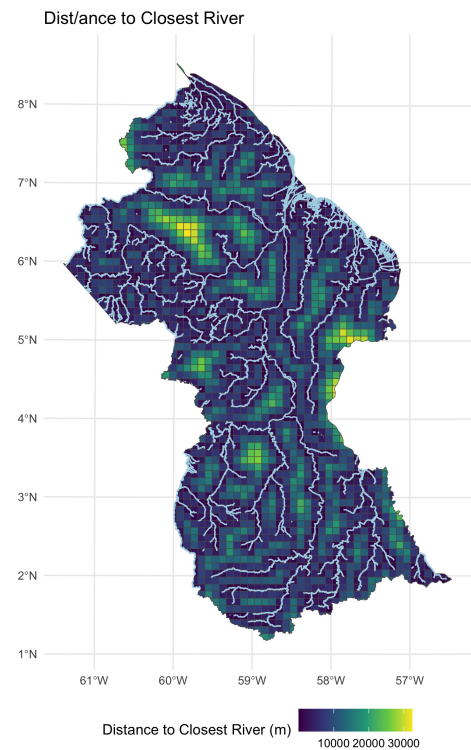 Dist/ance to Closest River
8°N
7°N
6°N
5°N
4°N
3°N
2°N
1°N
61°W 60°W 59°W 58°W 57°W
Distance to Closest River (m)
10000 20000 30000